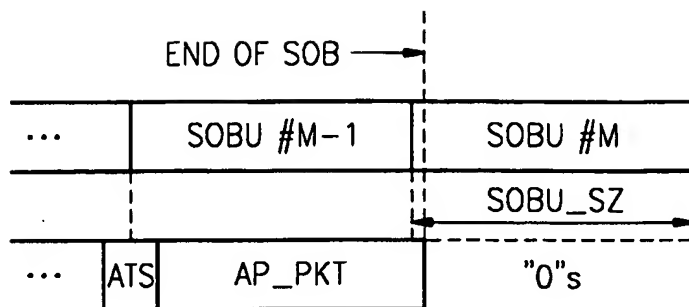 END OF SOB
... SOBU #M-1 SOBU #M
SOBU_SZ
... ATS AP_PKT "0"s